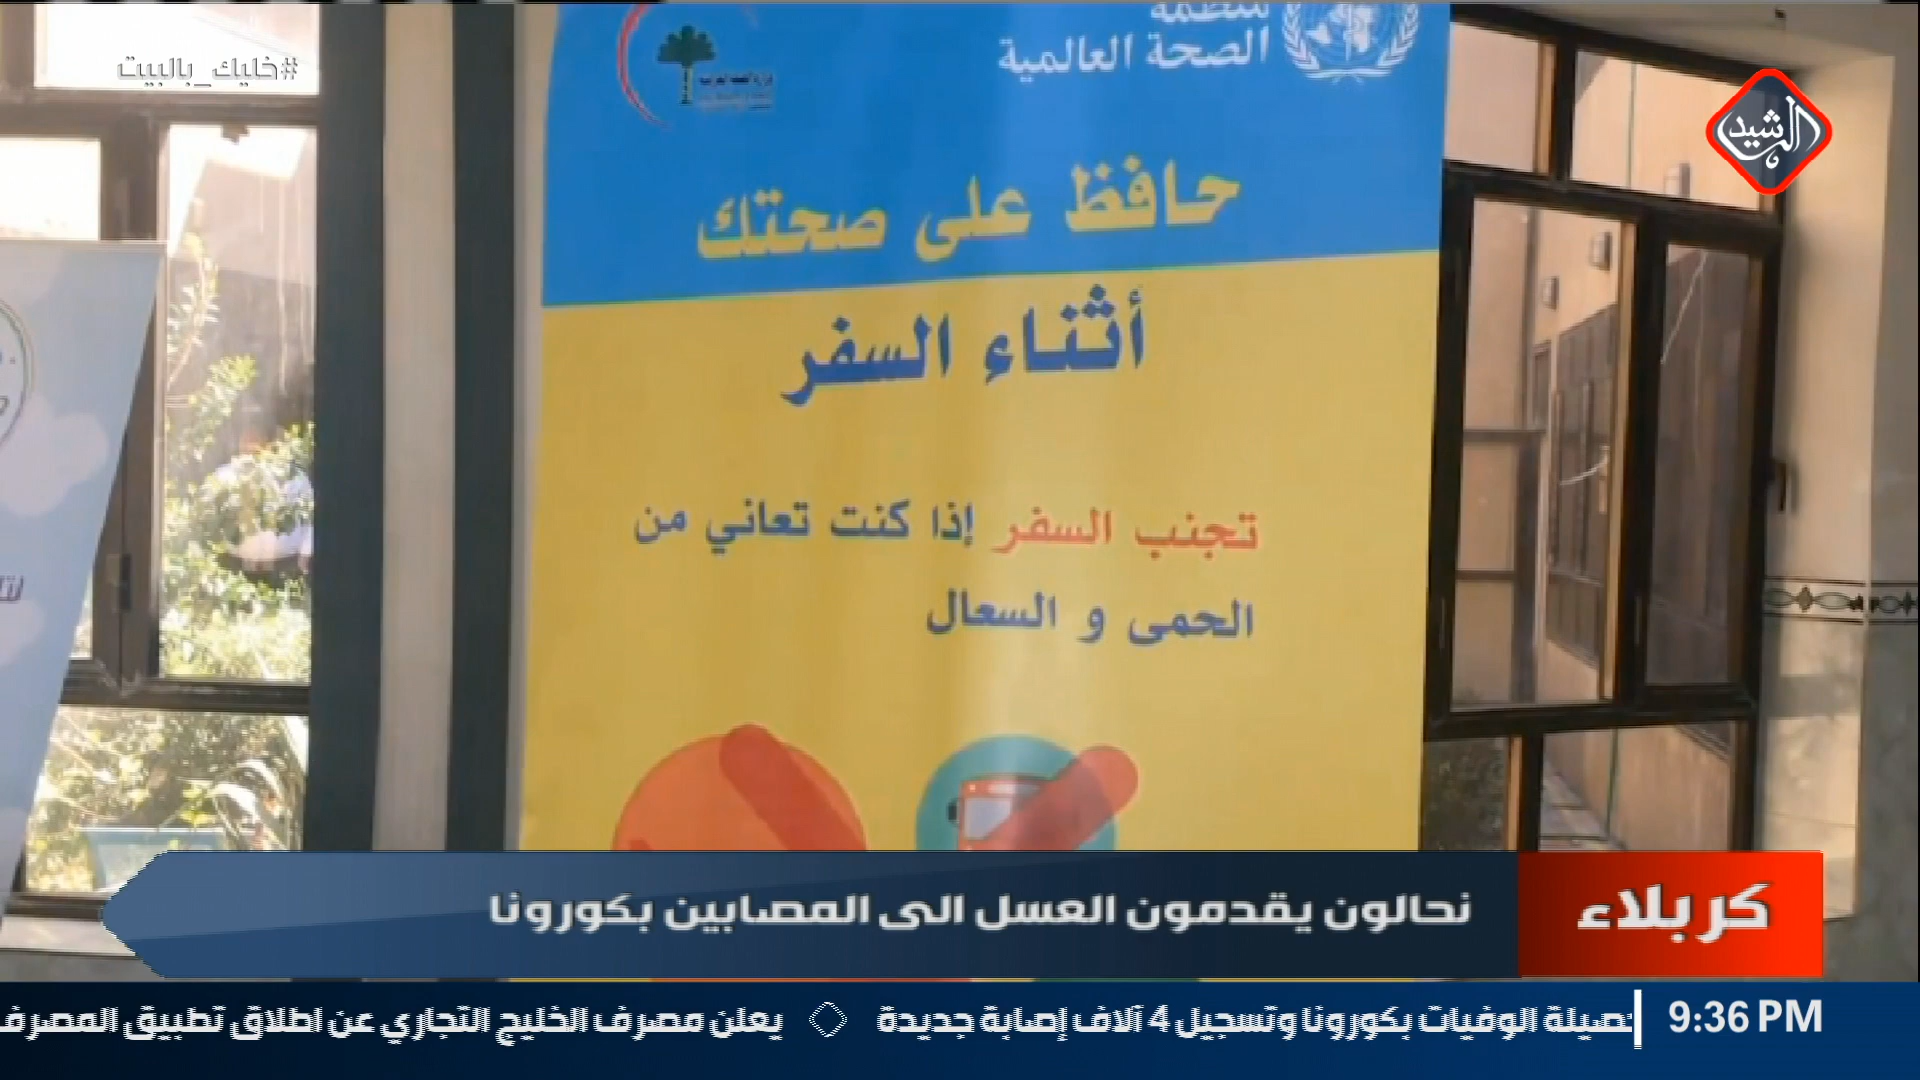 #خليك_بالبيت
الرشيد
منظمة
الصحة العالمية
حافظ على صحتك
أثناء السفر
تجنب السفر إذا كنت تعاني من
الحمى و السعال
كربلاء
نحالون يقدمون العسل الى المصابين بكورونا
9:36 PM
حصيلة الوفيات بكورونا وتسجيل 4 آلاف إصابة جديدة
يعلن مصرف الخليج التجاري عن اطلاق تطبيق المصرف